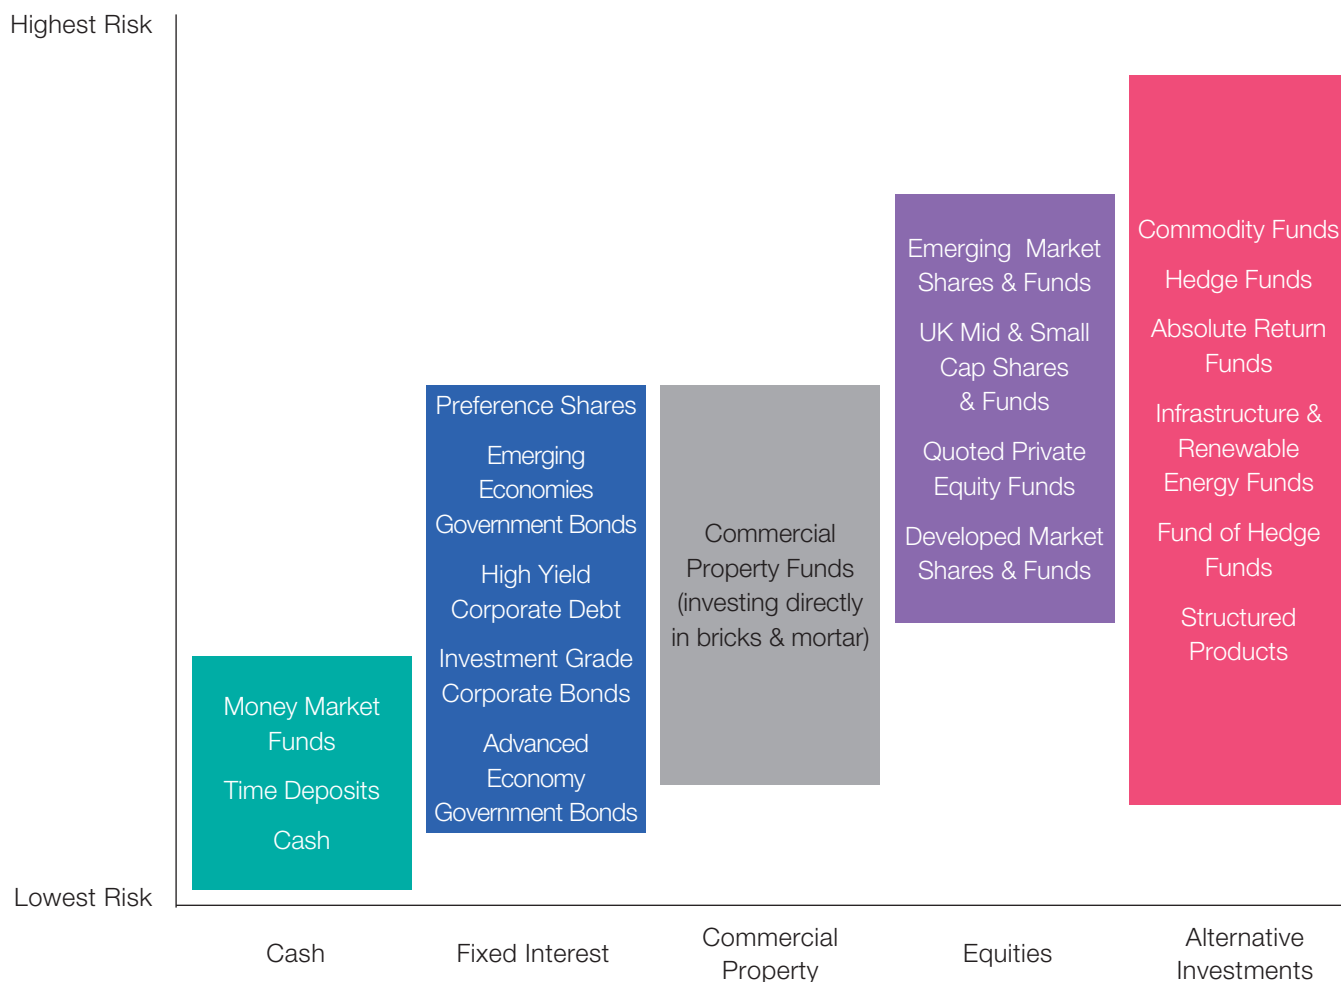 Highest Risk
Money Market
Funds
Time Deposits
Cash
Preference Shares
Emerging
Economies
Government Bonds
High Yield
Corporate Debt
Investment Grade
Corporate Bonds
Advanced
Economy
Government Bonds
Commercial
Property Funds
(investing directly
in bricks & mortar)
Emerging Market
Shares & Funds
UK Mid & Small
Cap Shares
& Funds
Quoted Private
Equity Funds
Developed Market
Shares & Funds
Commodity Funds
Hedge Funds
Absolute Return
Funds
Infrastructure &
Renewable
Energy Funds
Fund of Hedge
Funds
Structured
Products
Lowest Risk
Cash
Fixed Interest
Commercial
Property
Equities
Alternative
Investments